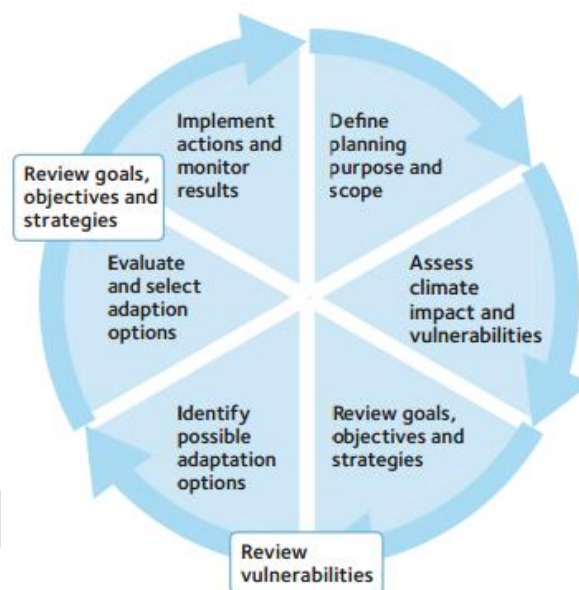 Define
planning
purpose and
scope
Assess
climate
impact and
vulnerabilities
Review goals,
objectives and
strategies
Review
vulnerabilities
Identify
possible
adaptation
options
Evaluate
and select
adaption
options
Review goals,
objectives and
strategies
Implement
actions and
monitor
results